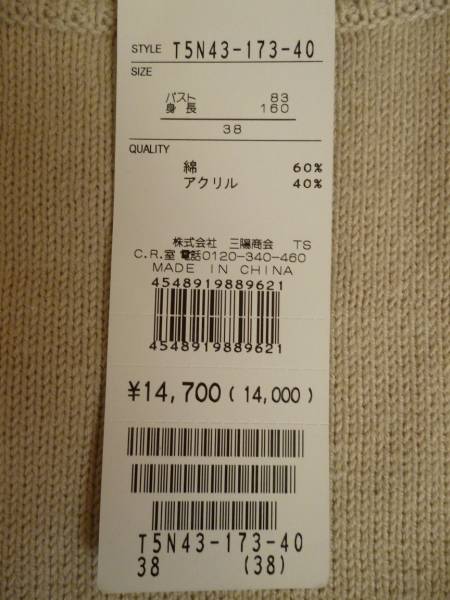 STYLE T5N43-173-40
SIZE
バスト 83
身長 160
38
QUALITY
綿 60%
アクリル 40%
株式会社 三陽商会 TS
C.R.室 電話0120-340-460
MADE IN CHINA
4548919889621
4548919889621
¥14,700 ( 14,000 )
T5N43-173-40
38 (38)